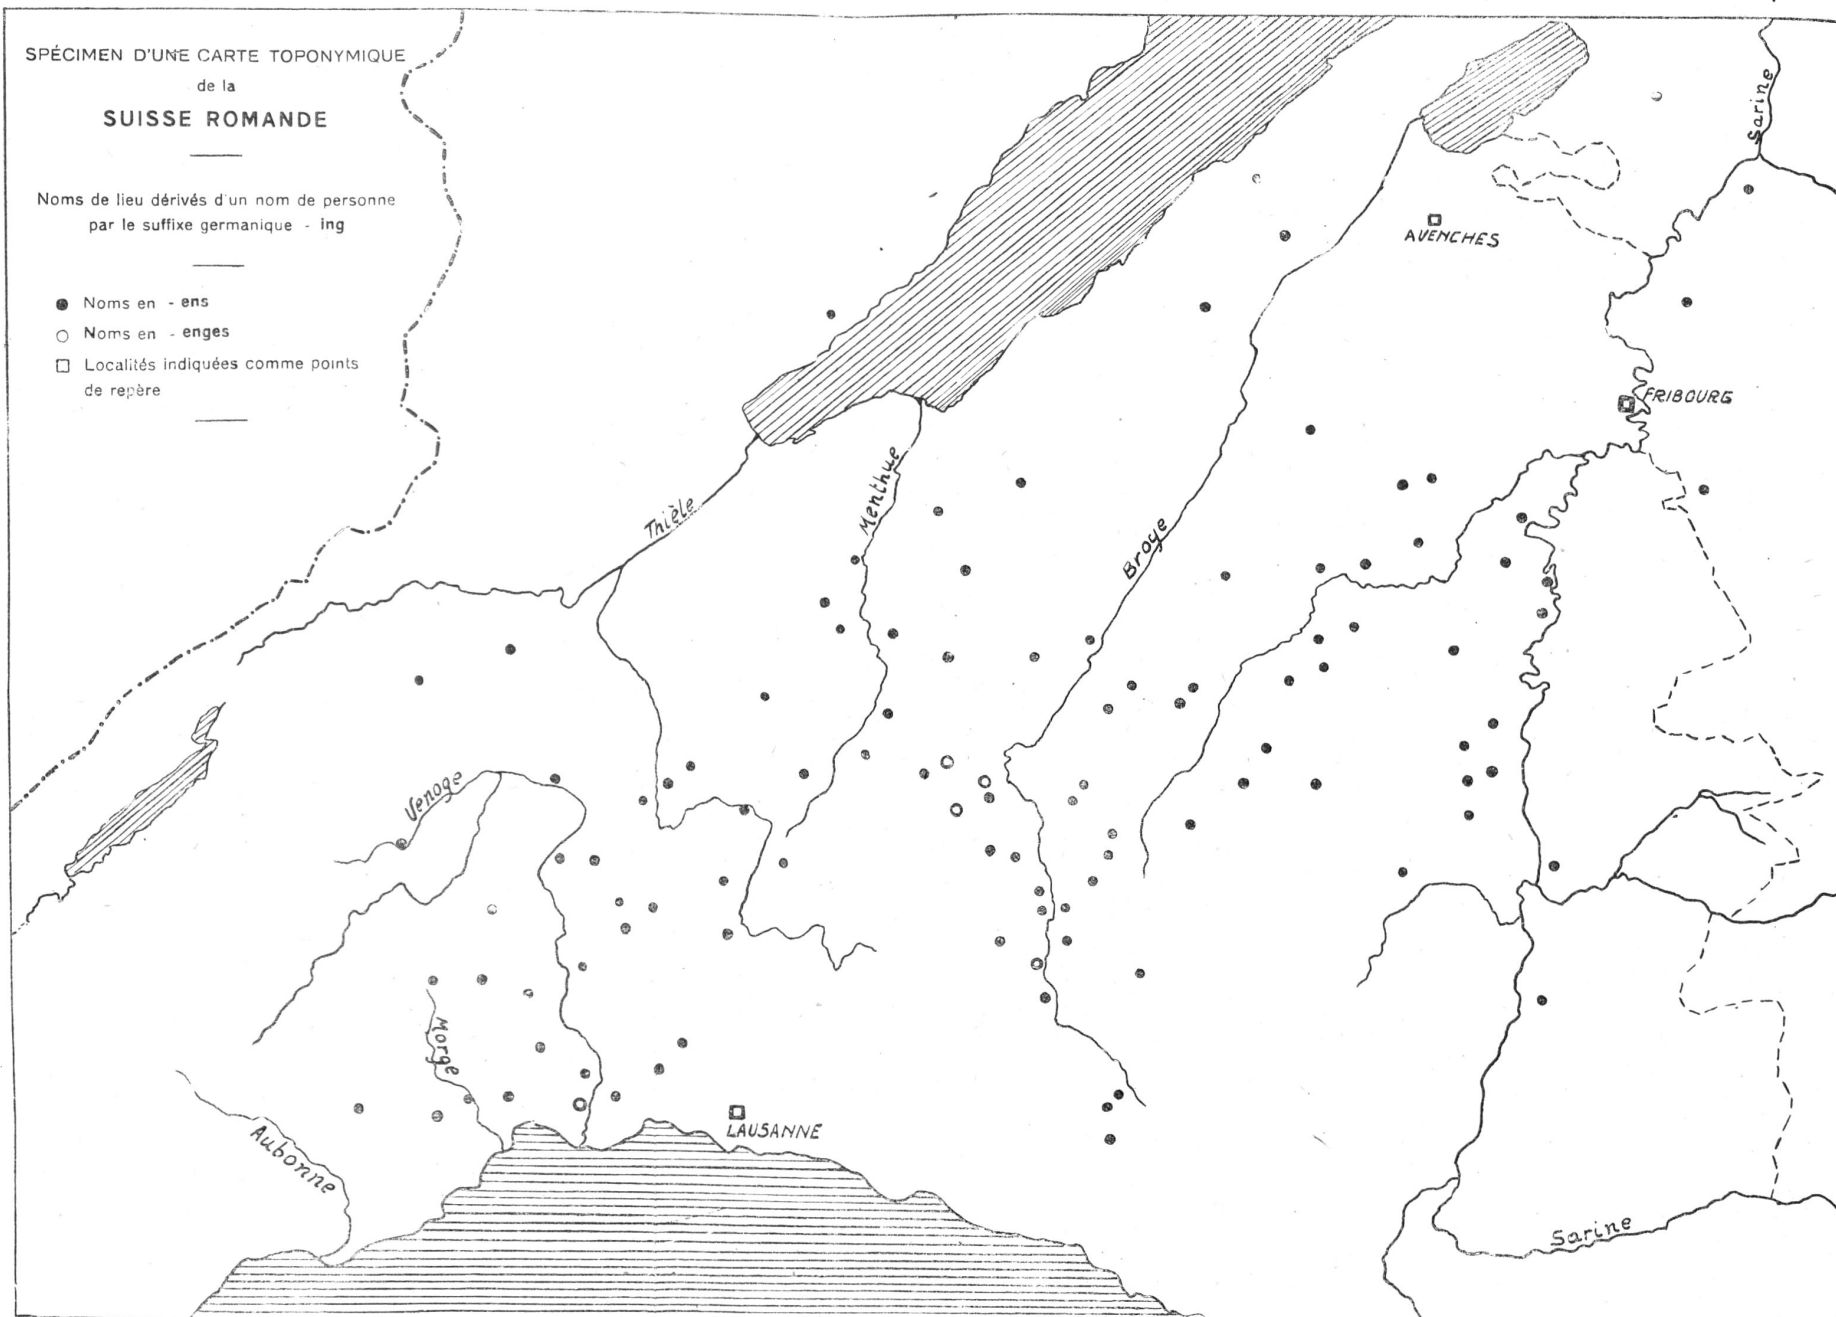 SPÉCIMEN D'UNE CARTE TOPONYMIQUE
de la
SUISSE ROMANDE
Noms de lieu dérivés d'un nom de personne
par le suffixe germanique - ing
Noms en - ens
Noms en - enges
Localités indiquées comme points
de repère
Sarine
AVENCHES
FRIBOURG
Thièle
Menthue
Broye
Venoge
Morge
Aubonne
LAUSANNE
Sarine